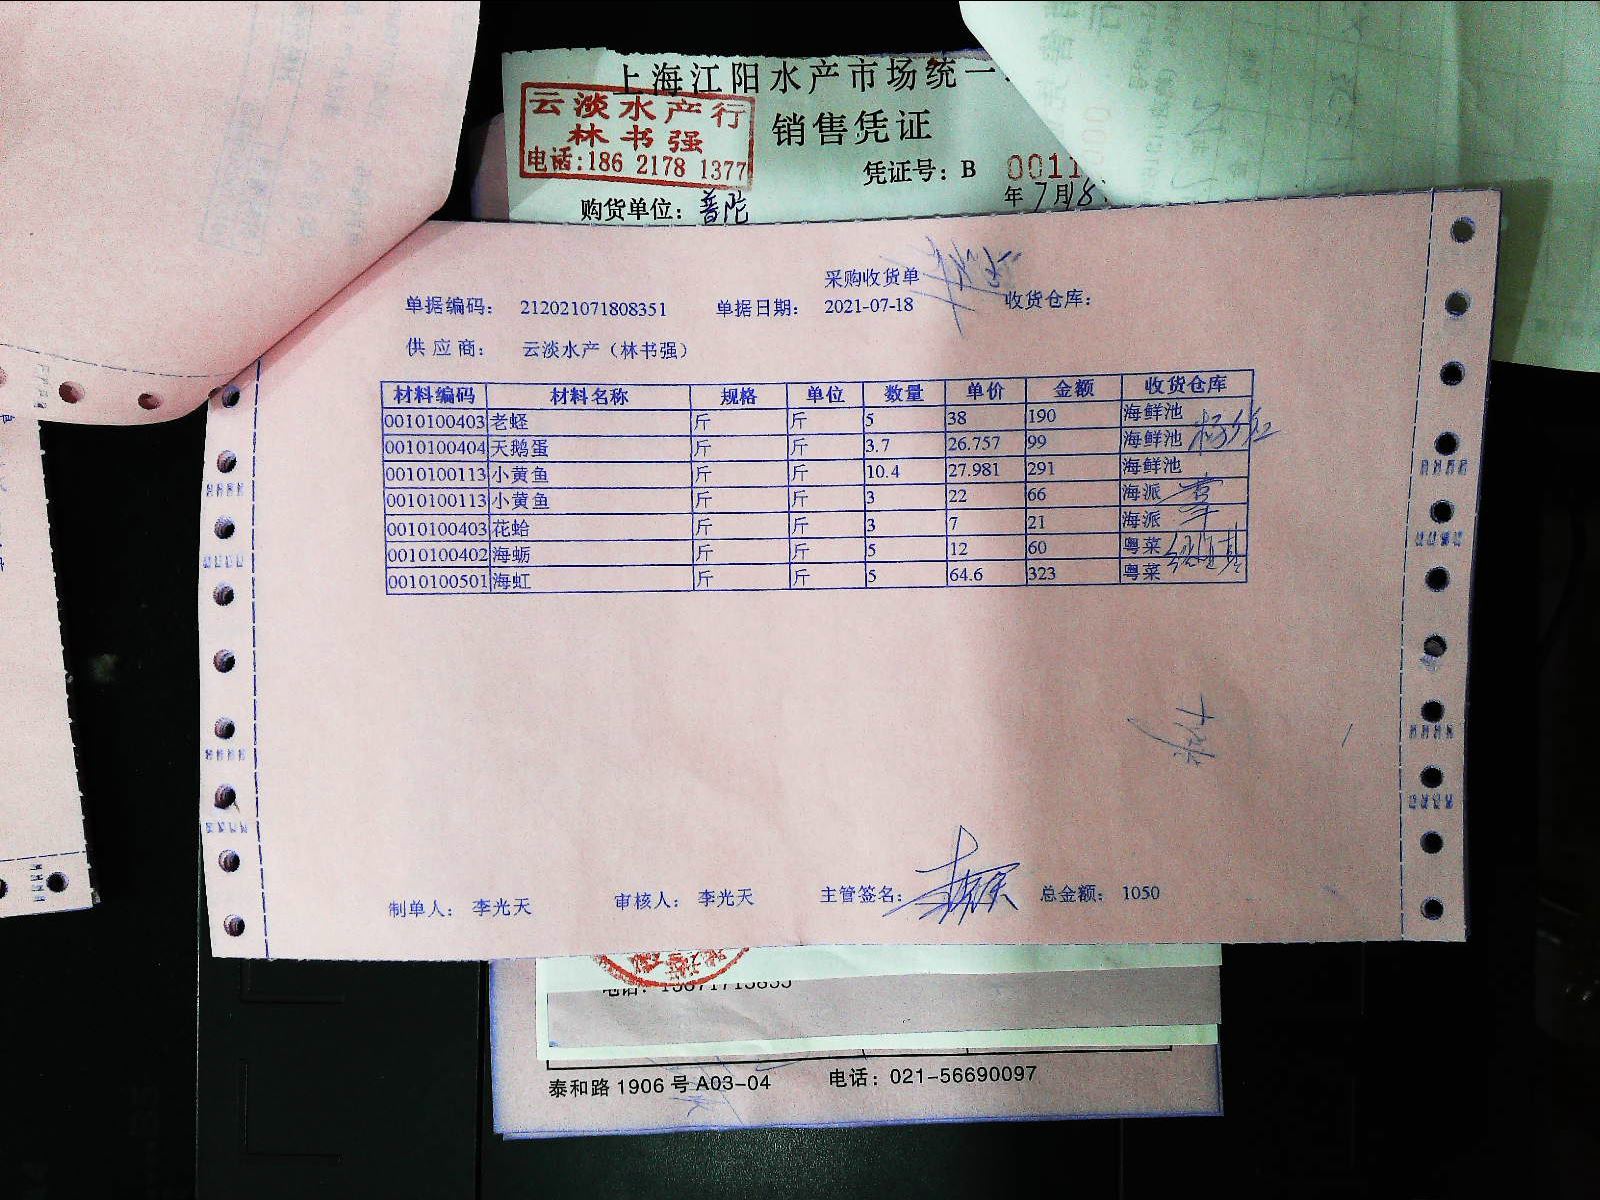 上海江阳水产市场统一
云淡水产行
林书强
电话:186 2178 1377
销售凭证
凭证号: B 0011
年7月18
购货单位: 普陀
采购收货单
单据编码: 212021071808351 单据日期: 2021-07-18 收货仓库:
供应商: 云淡水产（林书强）
材料编码 材料名称 规格 单位 数量 单价 金额 收货仓库
0010100403 老蛏 斤 斤 5 38 190 海鲜池
0010100404 天鹅蛋 斤 斤 3.7 26.757 99 海鲜池
0010100113 小黄鱼 斤 斤 10.4 27.981 291 海鲜池
0010100113 小黄鱼 斤 斤 3 22 66 海派
0010100403 花蛤 斤 斤 3 7 21 海派
0010100402 海蛎 斤 斤 5 12 60 粤菜
0010100501 海虹 斤 斤 5 64.6 323 粤菜
制单人: 李光天 审核人: 李光天 主管签名: 总金额: 1050
泰和路1906号A03-04 电话: 021-56690097